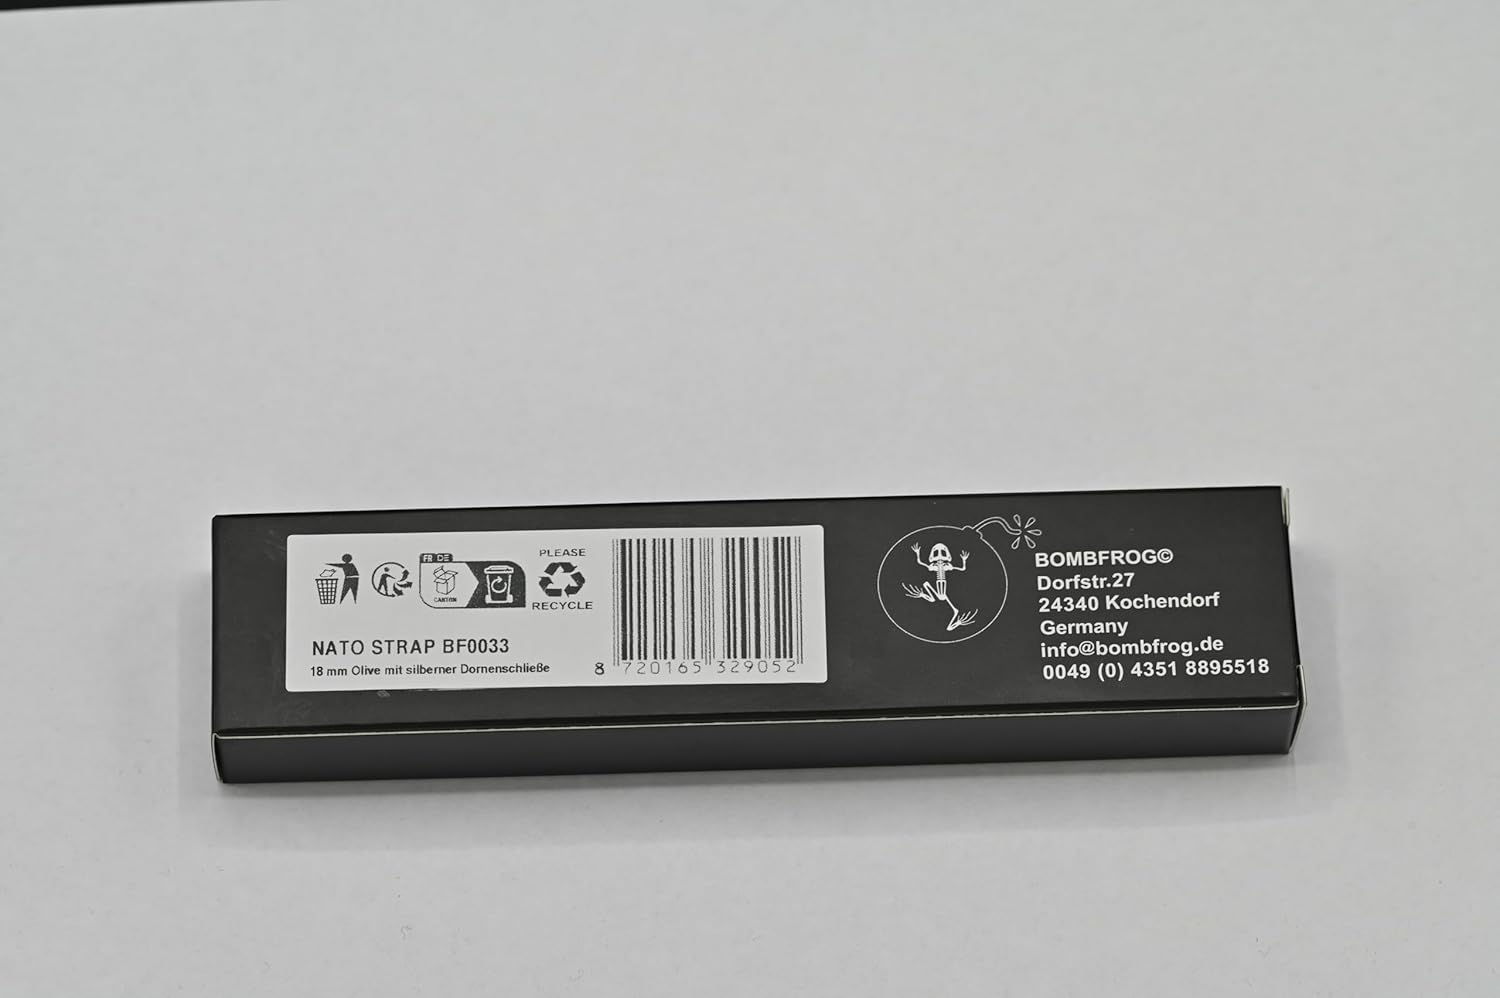 FR DE
CARTON
PLEASE
RECYCLE
NATO STRAP BF0033
18 mm Olive mit silberner Dornenschließe
8 720165 329052
BOMBFROG©
Dorfstr.27
24340 Kochendorf
Germany
info@bombfrog.de
0049 (0) 4351 8895518